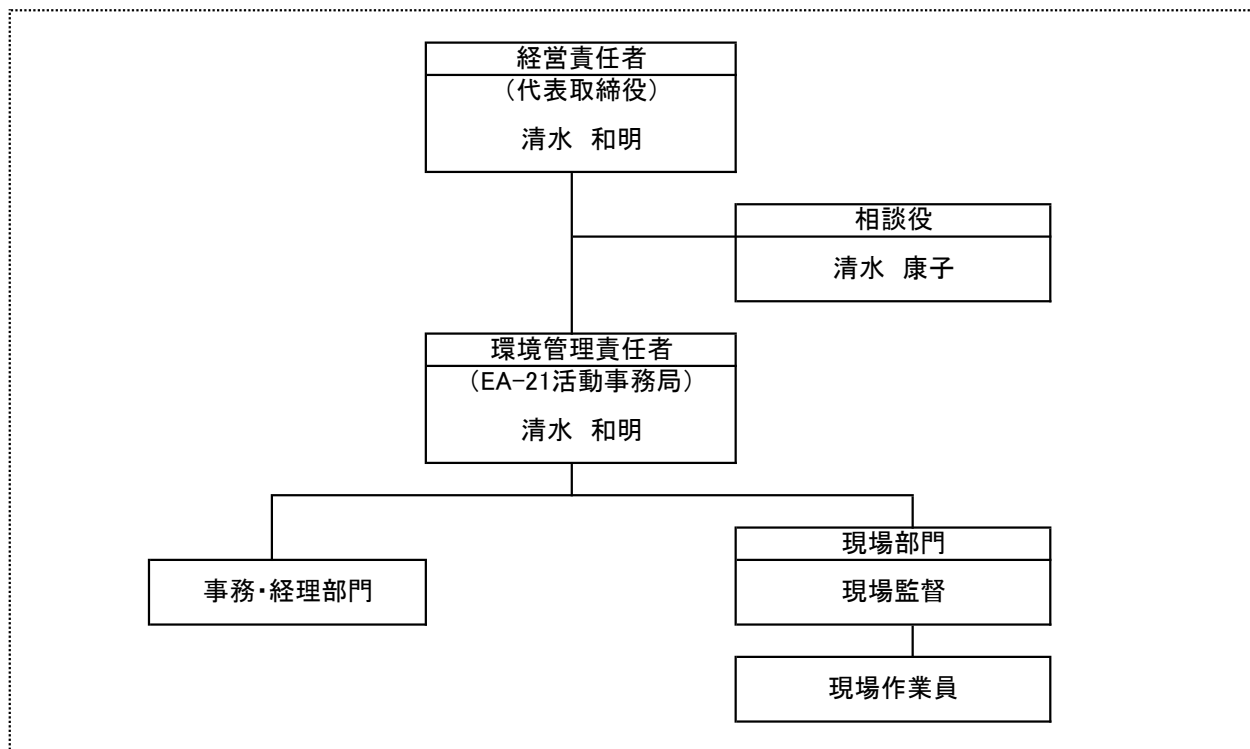 経営責任者
（代表取締役）
清水　和明
相談役
清水　康子
環境管理責任者
（EA-21活動事務局）
清水　和明
現場部門
事務・経理部門
現場監督
現場作業員